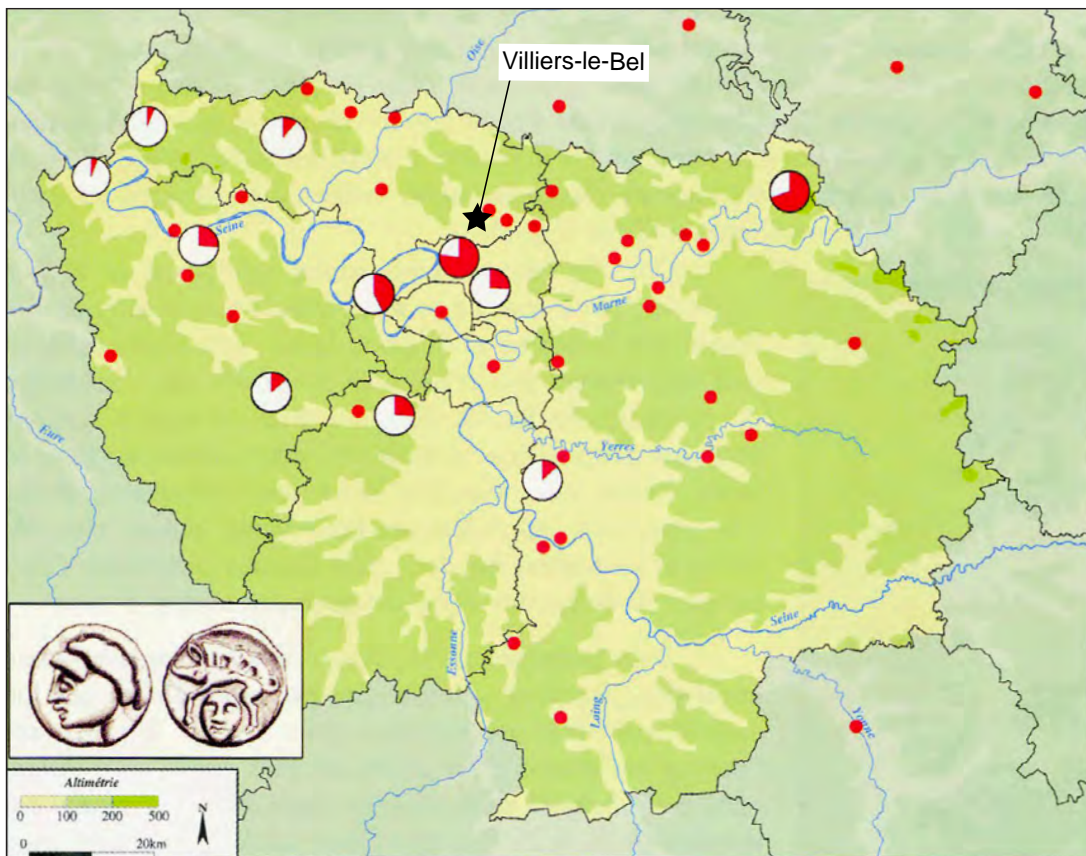 Villiers-le-Bel
Oise
Seine
Marne
Eure
Yerres
Essonne
Seine
Loing
Yonne
Altimétrie
0 100 200 500
N
0 20km